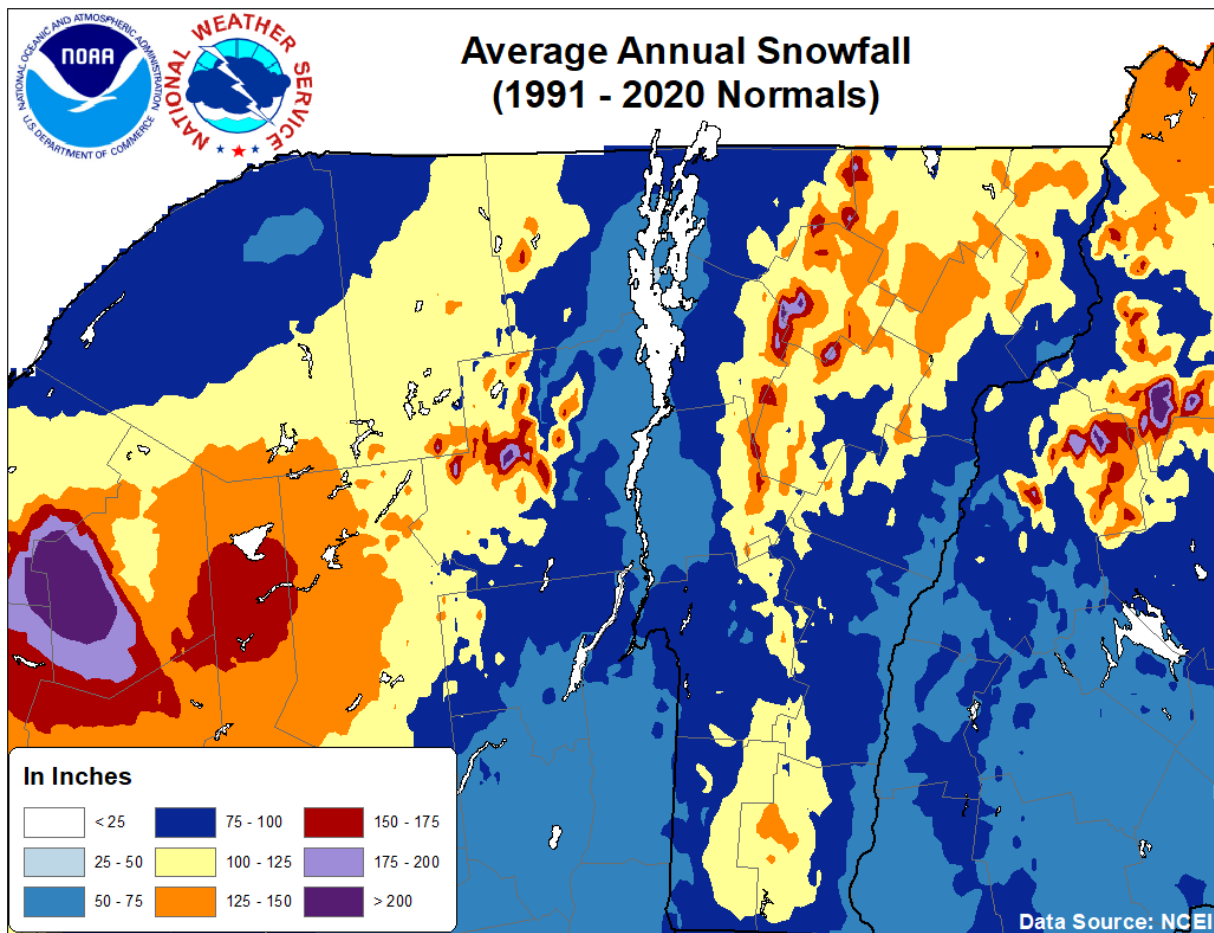 NATIONAL OCEANIC AND ATMOSPHERIC ADMINISTRATION
NOAA
U.S. DEPARTMENT OF COMMERCE
NATIONAL WEATHER SERVICE
Average Annual Snowfall
(1991 - 2020 Normals)
In Inches
< 25
75 - 100
150 - 175
25 - 50
100 - 125
175 - 200
50 - 75
125 - 150
> 200
Data Source: NCEI